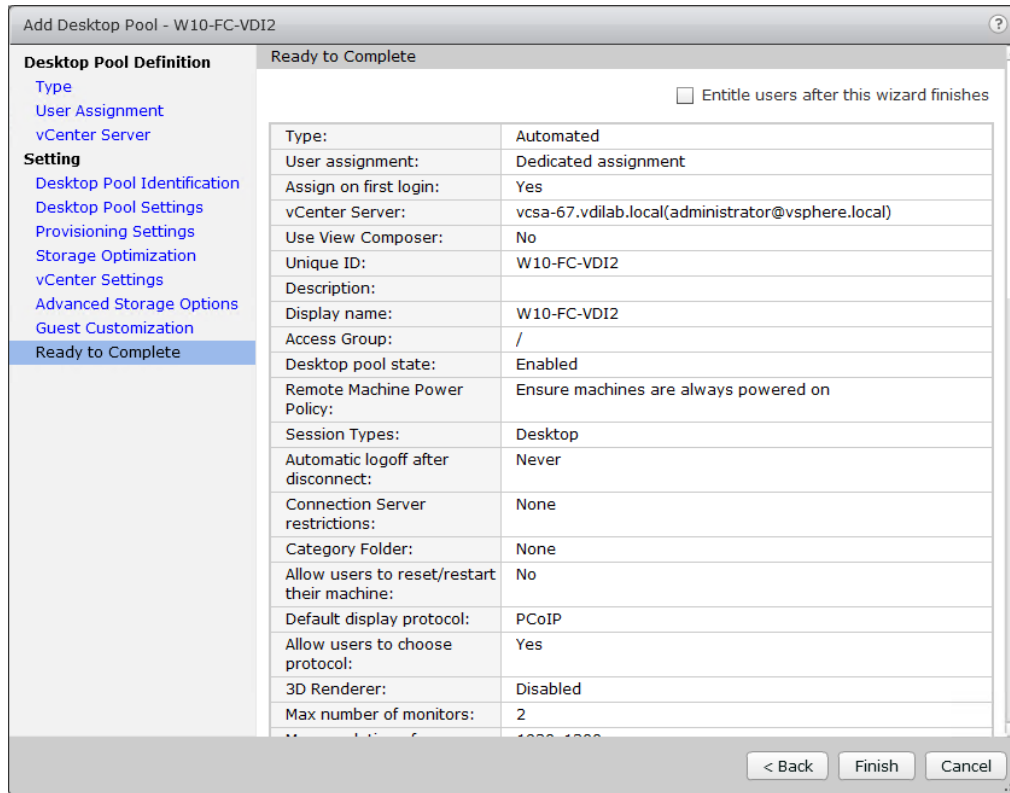 Add Desktop Pool - W10-FC-VDI2
?
Desktop Pool Definition
Type
User Assignment
vCenter Server
Setting
Desktop Pool Identification
Desktop Pool Settings
Provisioning Settings
Storage Optimization
vCenter Settings
Advanced Storage Options
Guest Customization
Ready to Complete
Ready to Complete
Entitle users after this wizard finishes
Type: Automated
User assignment: Dedicated assignment
Assign on first login: Yes
vCenter Server: vcsa-67.vdilab.local(administrator@vsphere.local)
Use View Composer: No
Unique ID: W10-FC-VDI2
Description:
Display name: W10-FC-VDI2
Access Group: /
Desktop pool state: Enabled
Remote Machine Power Ensure machines are always powered on
Policy:
Session Types: Desktop
Automatic logoff after Never
disconnect:
Connection Server None
restrictions:
Category Folder: None
Allow users to reset/restart No
their machine:
Default display protocol: PCoIP
Allow users to choose Yes
protocol:
3D Renderer: Disabled
Max number of monitors: 2
< Back
Finish
Cancel